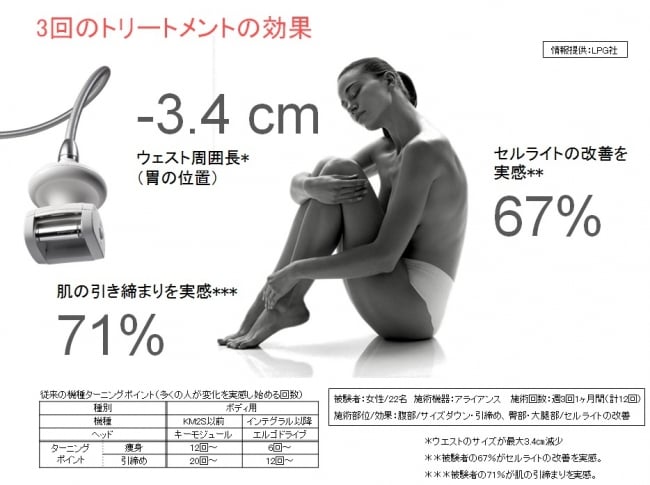 3回のトリートメントの効果
情報提供:LPG社
-3.4 cm
ウェスト周囲長*
(胃の位置)
セルライトの改善を
実感**
67%
肌の引き締まりを実感***
71%
従来の機種ターニングポイント(多くの人が変化を実感し始める回数)
種別 ボディ用
機種 KM2S以前 インテグラル以降
ヘッド キーモジュール エルゴドライブ
ターニング 痩身 12回~ 6回~
ポイント 引締め 20回~ 12回~
被験者:女性/22名 施術機器:アライアンス 施術回数:週3回1ヶ月間(計12回)
施術部位/効果:腹部/サイズダウン・引締め、臀部・大腿部/セルライトの改善
*ウエストのサイズが最大3.4cm減少
**被験者の67%がセルライトの改善を実感。
***被験者の71%が肌の引締まりを実感。